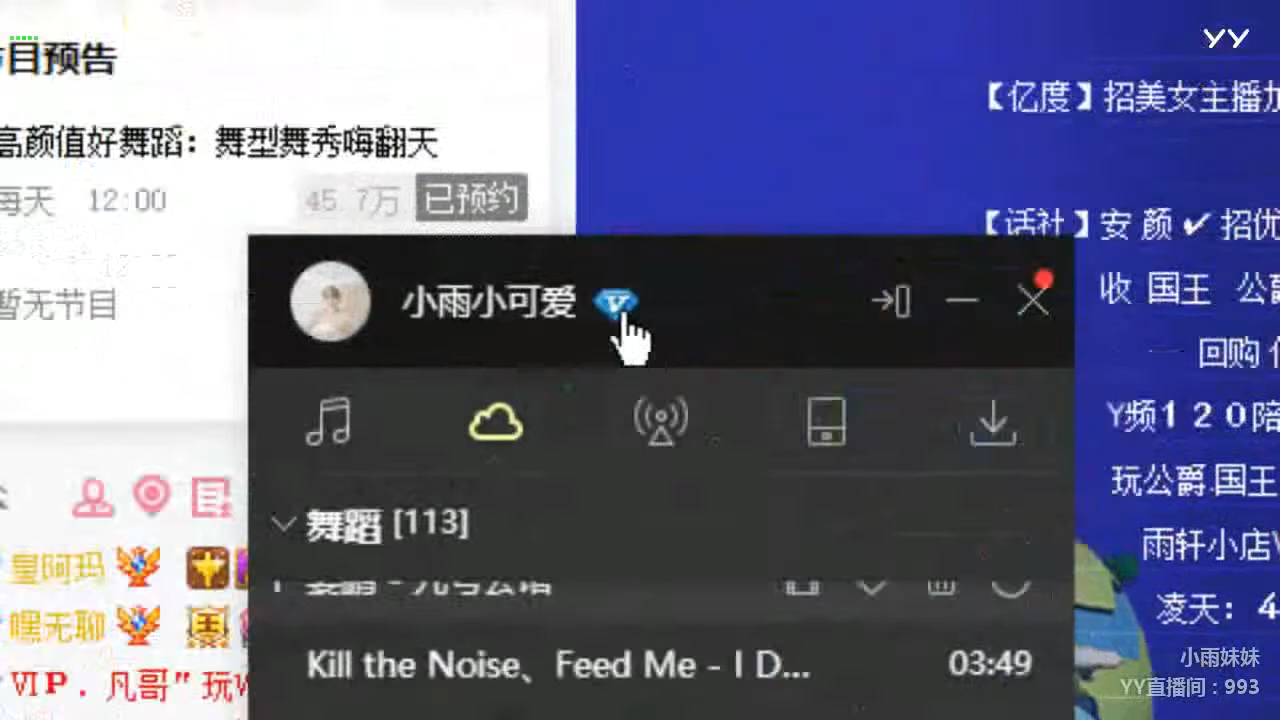 目预告
YY
【亿度】招美女主播加
高颜值好舞蹈：舞型舞秀嗨翻天
每天 12:00
45.7万
已预约
【话社】安 颜 ✔ 招优
暂无节目
小雨小可爱
收 国王 公爵
回购
Y频120陪
玩公爵.国王
舞蹈 [113]
雨轩小店
皇阿玛
嘿无聊
凌天：4
Kill the Noise、Feed Me - I D...
03:49
小雨妹妹
VIP．凡哥” 玩
YY直播间：993